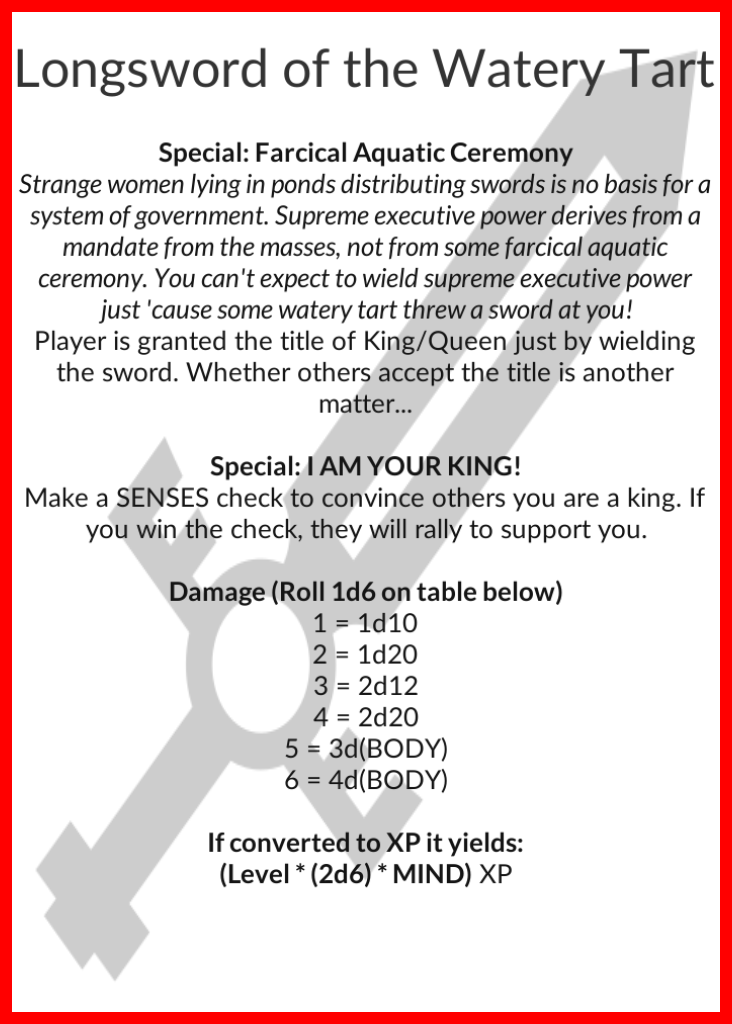 Longsword of the Watery Tart
Special: Farcical Aquatic Ceremony
Strange women lying in ponds distributing swords is no basis for a
system of government. Supreme executive power derives from a
mandate from the masses, not from some farcical aquatic
ceremony. You can't expect to wield supreme executive power
just 'cause some watery tart threw a sword at you!
Player is granted the title of King/Queen just by wielding
the sword. Whether others accept the title is another
matter...
Special: I AM YOUR KING!
Make a SENSES check to convince others you are a king. If
you win the check, they will rally to support you.
Damage (Roll 1d6 on table below)
1 = 1d10
2 = 1d20
3 = 2d12
4 = 2d20
5 = 3d(BODY)
6 = 4d(BODY)
If converted to XP it yields:
(Level * (2d6) * MIND) XP